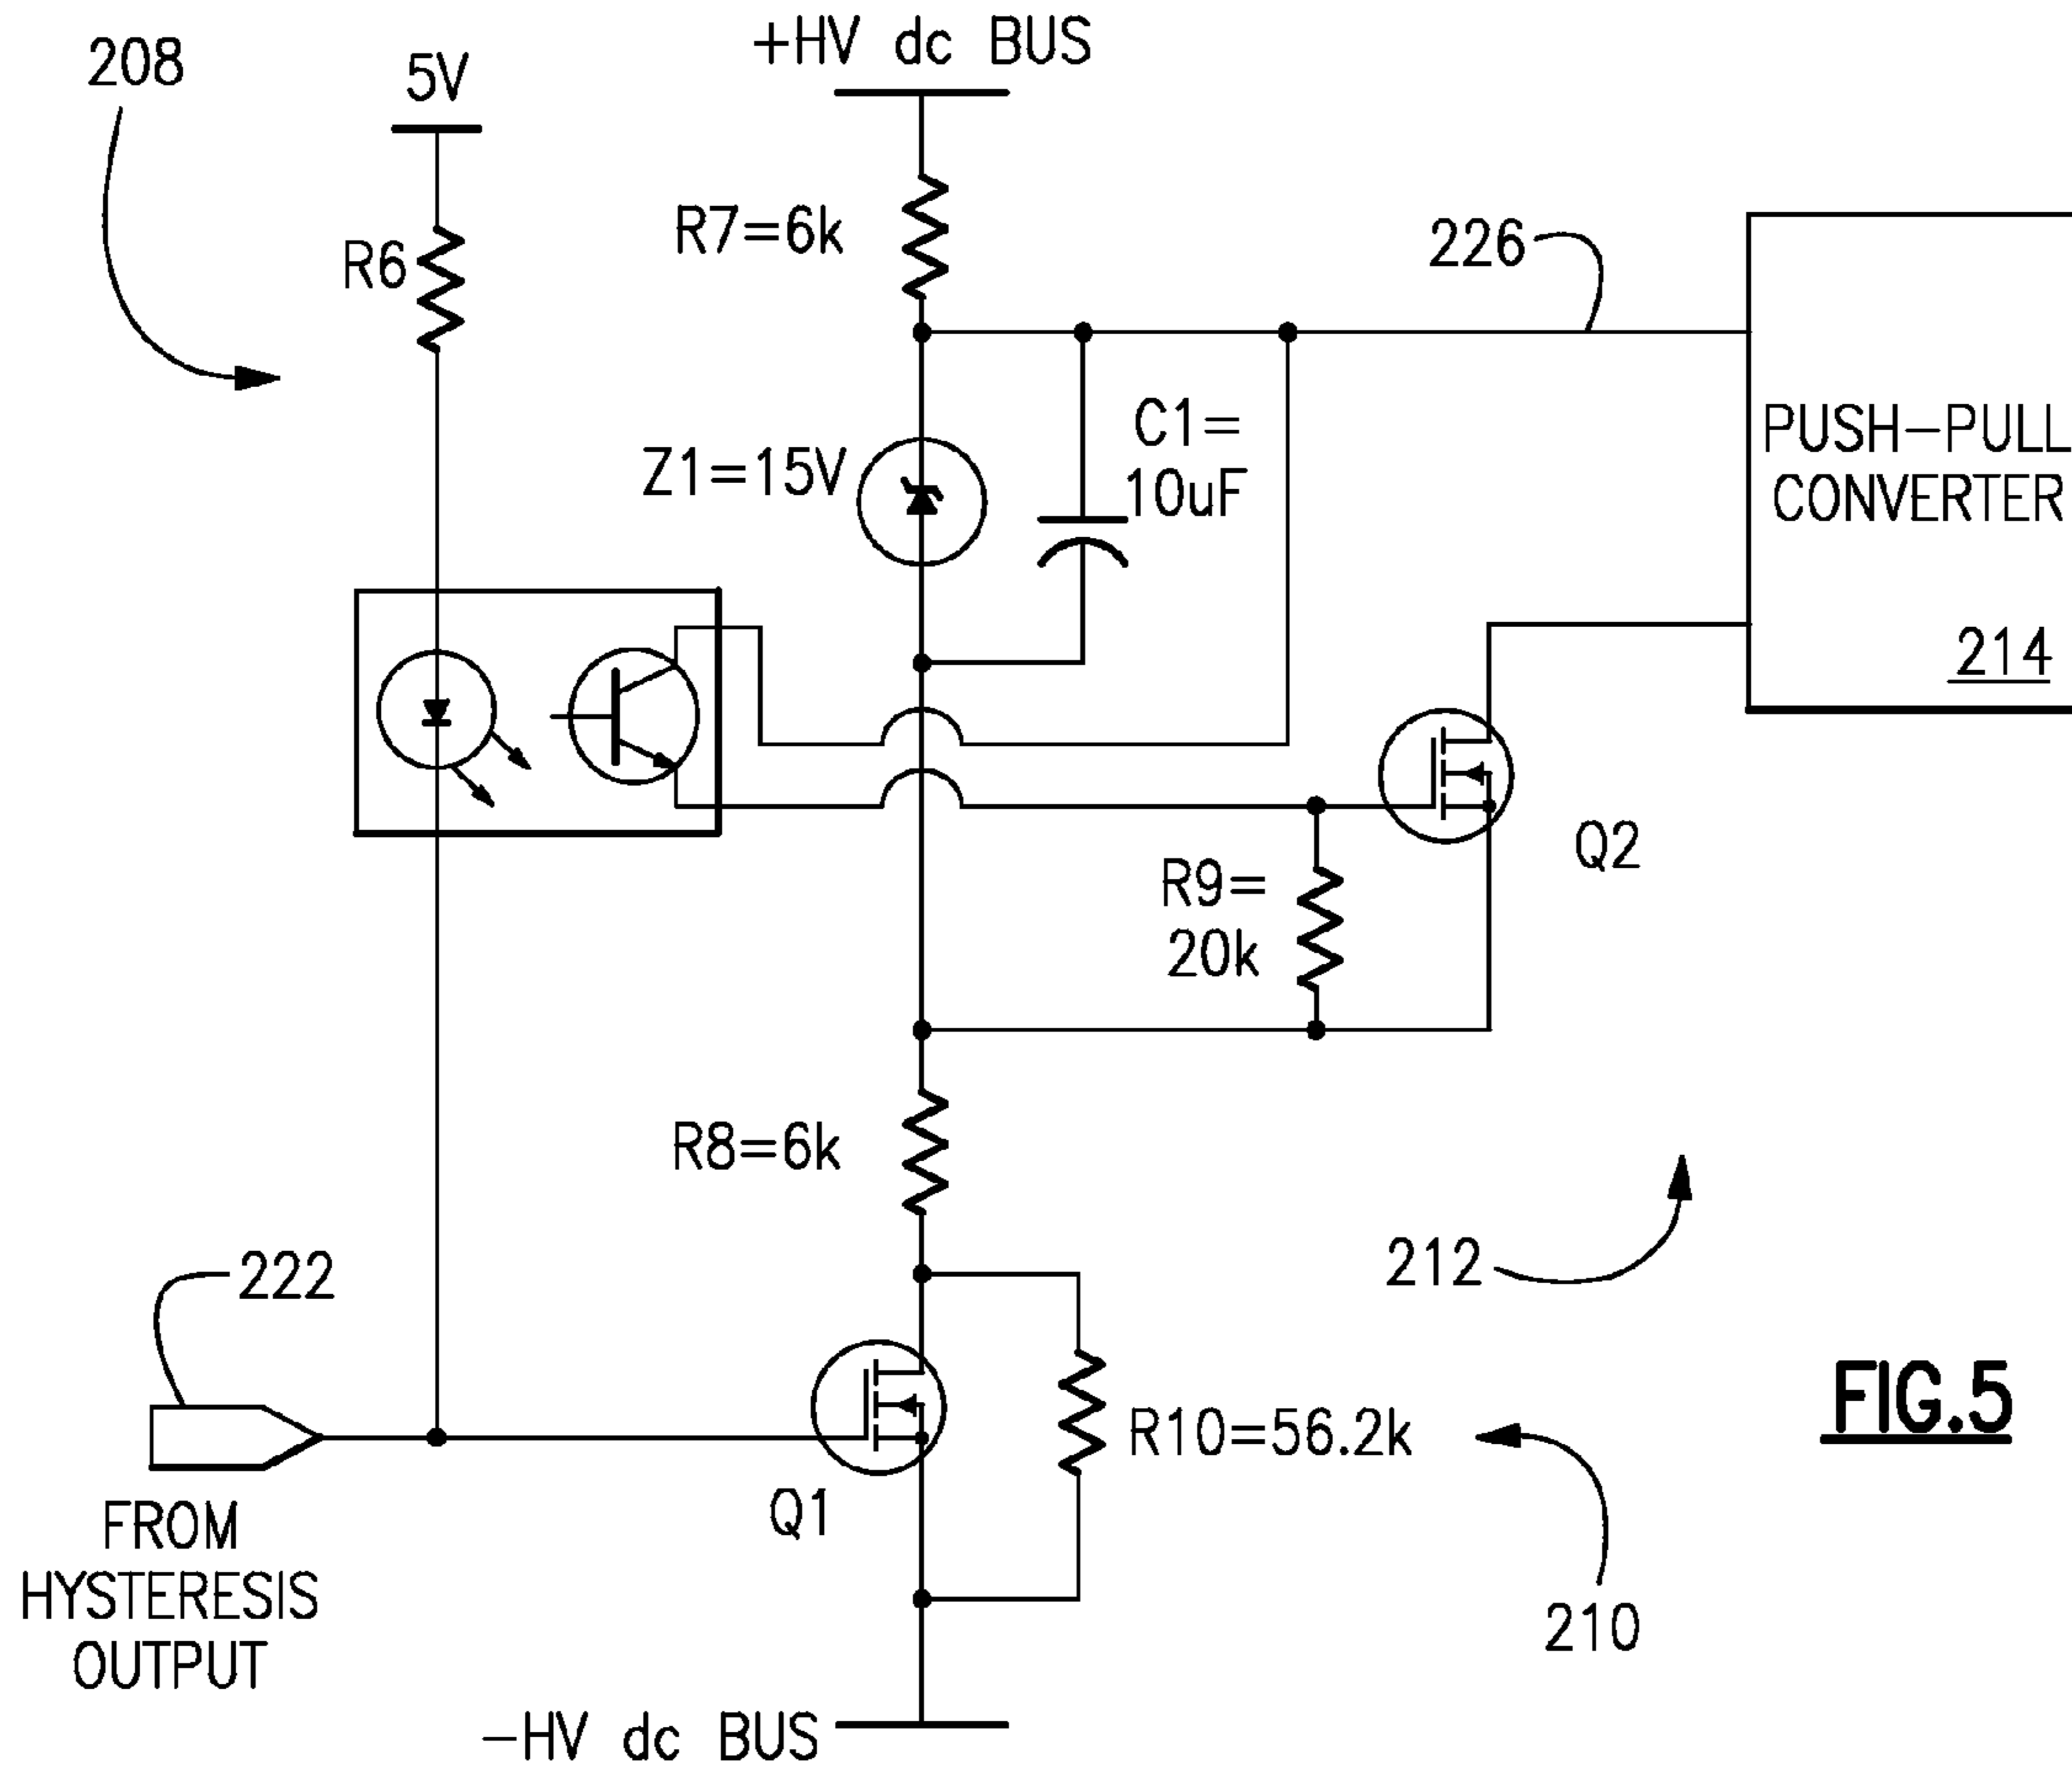 208
5V
+HV dc BUS
R6
R7=6k
226
Z1=15V
C1=
10uF
PUSH-PULL
CONVERTER
214
Q2
R9=
20k
R8=6k
222
212
R10=56.2k
FIG.5
Q1
FROM
HYSTERESIS
OUTPUT
210
-HV dc BUS